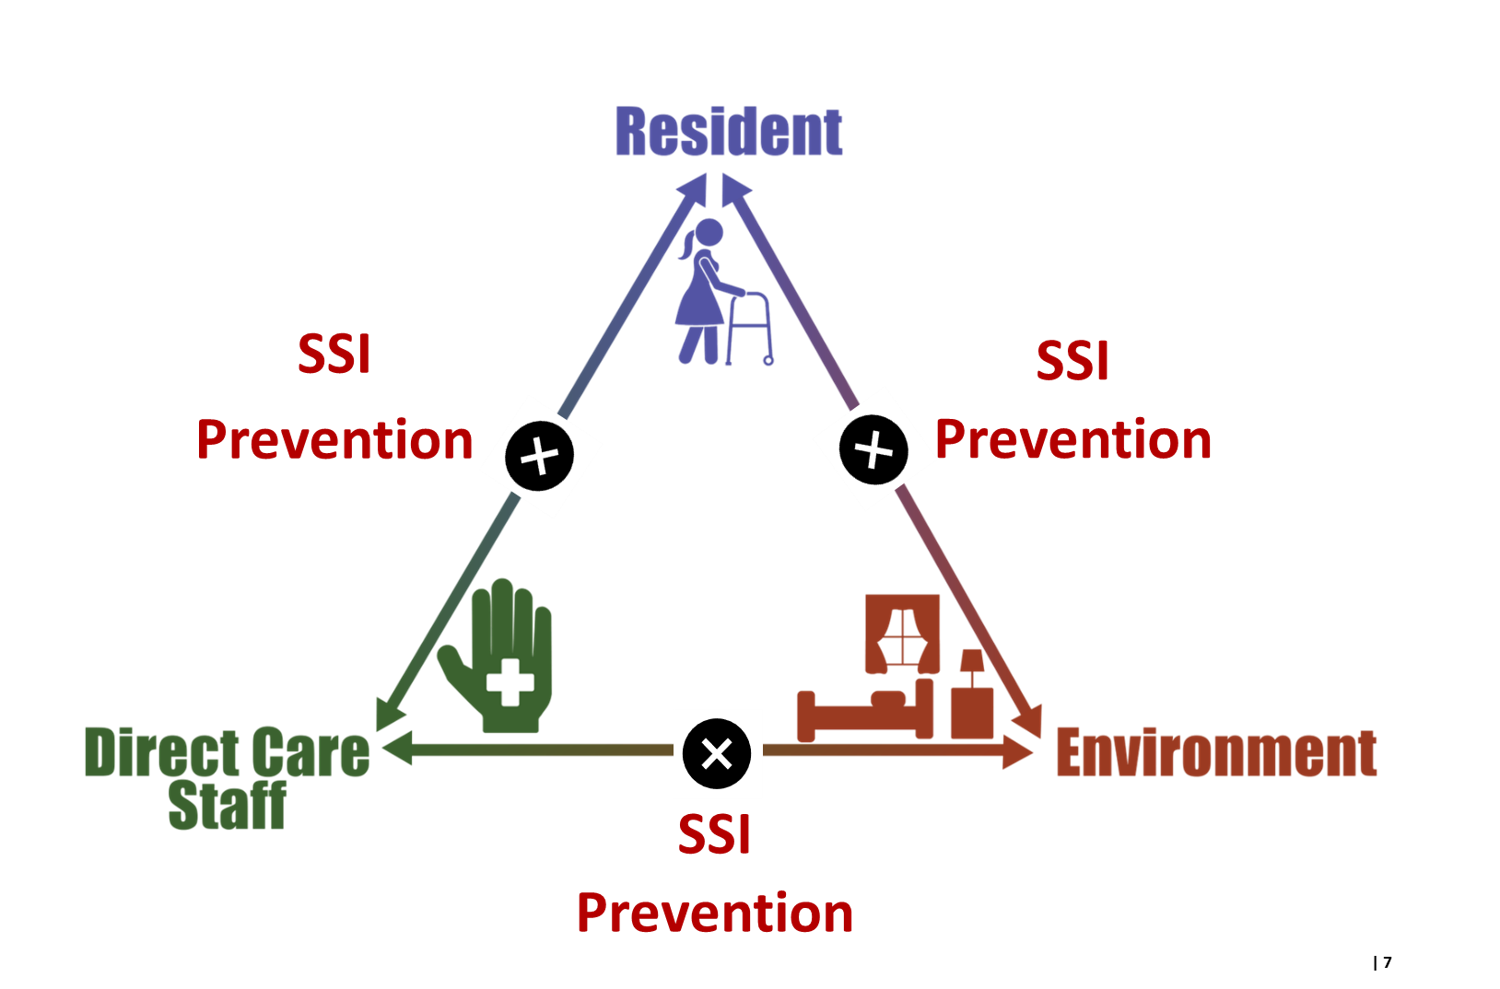 Resident
SSI
Prevention
SSI
Prevention
Direct Care
Staff
Environment
SSI
Prevention
| 7